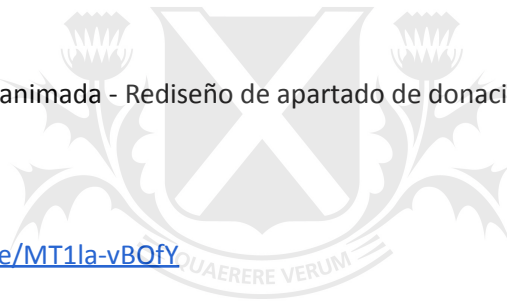 animada - Rediseño de apartado de donaci
e/MT1la-vBOfY
QUAERERE VERUM